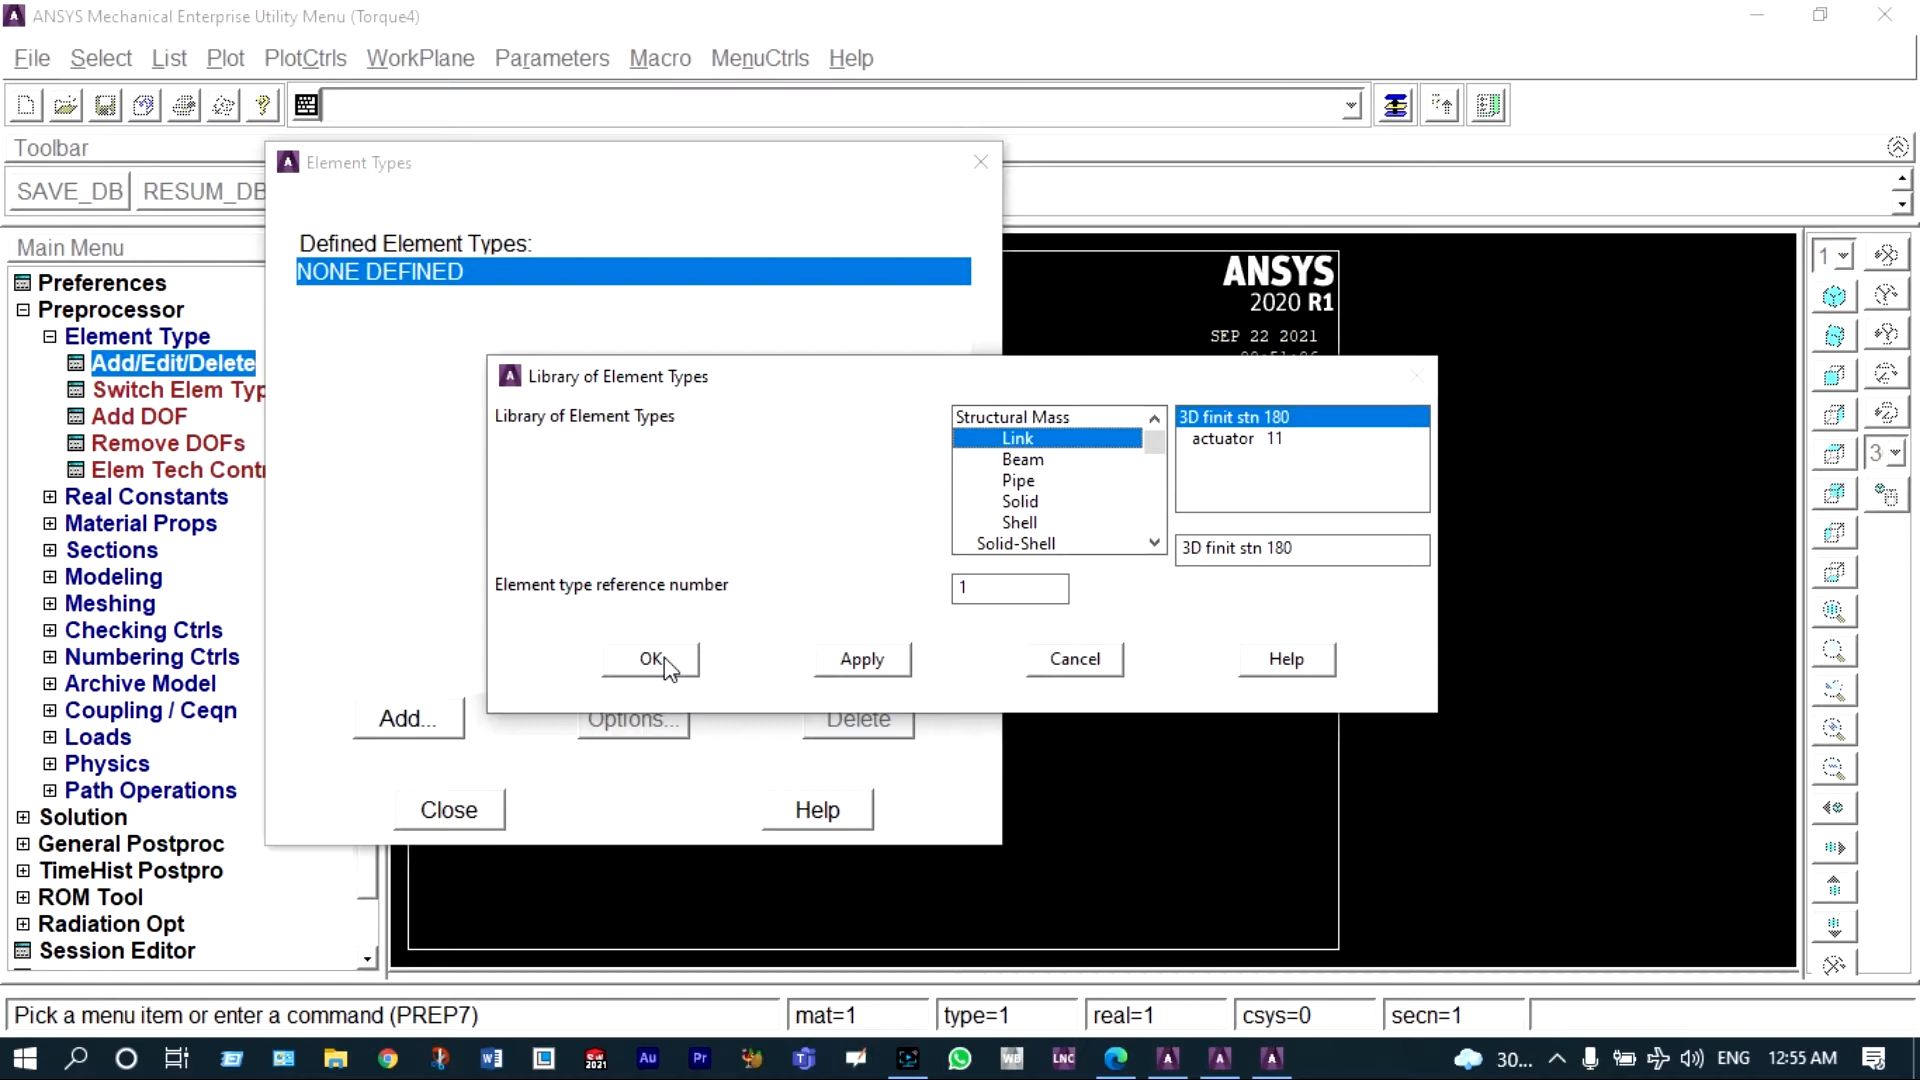 ANSYS Mechanical Enterprise Utility Menu (Torque4)
File Select List Plot PlotCtrls WorkPlane Parameters Macro MenuCtrls Help
Toolbar
SAVE_DB RESUM_DB
Main Menu
Preferences
Preprocessor
Element Type
Add/Edit/Delete
Switch Elem Typ
Add DOF
Remove DOFs
Elem Tech Contr
Real Constants
Material Props
Sections
Modeling
Meshing
Checking Ctrls
Numbering Ctrls
Archive Model
Coupling / Ceqn
Loads
Physics
Path Operations
Solution
General Postproc
TimeHist Postpro
ROM Tool
Radiation Opt
Session Editor
Element Types
Defined Element Types:
NONE DEFINED
Add... Options... Delete
Close Help
Library of Element Types
Library of Element Types
Structural Mass
Link
Beam
Pipe
Solid
Shell
Solid-Shell
3D finit stn 180
actuator 11
3D finit stn 180
Element type reference number
1
OK Apply Cancel Help
ANSYS
2020 R1
SEP 22 2021
1
3
Pick a menu item or enter a command (PREP7) mat=1 type=1 real=1 csys=0 secn=1
30... ENG 12:55 AM